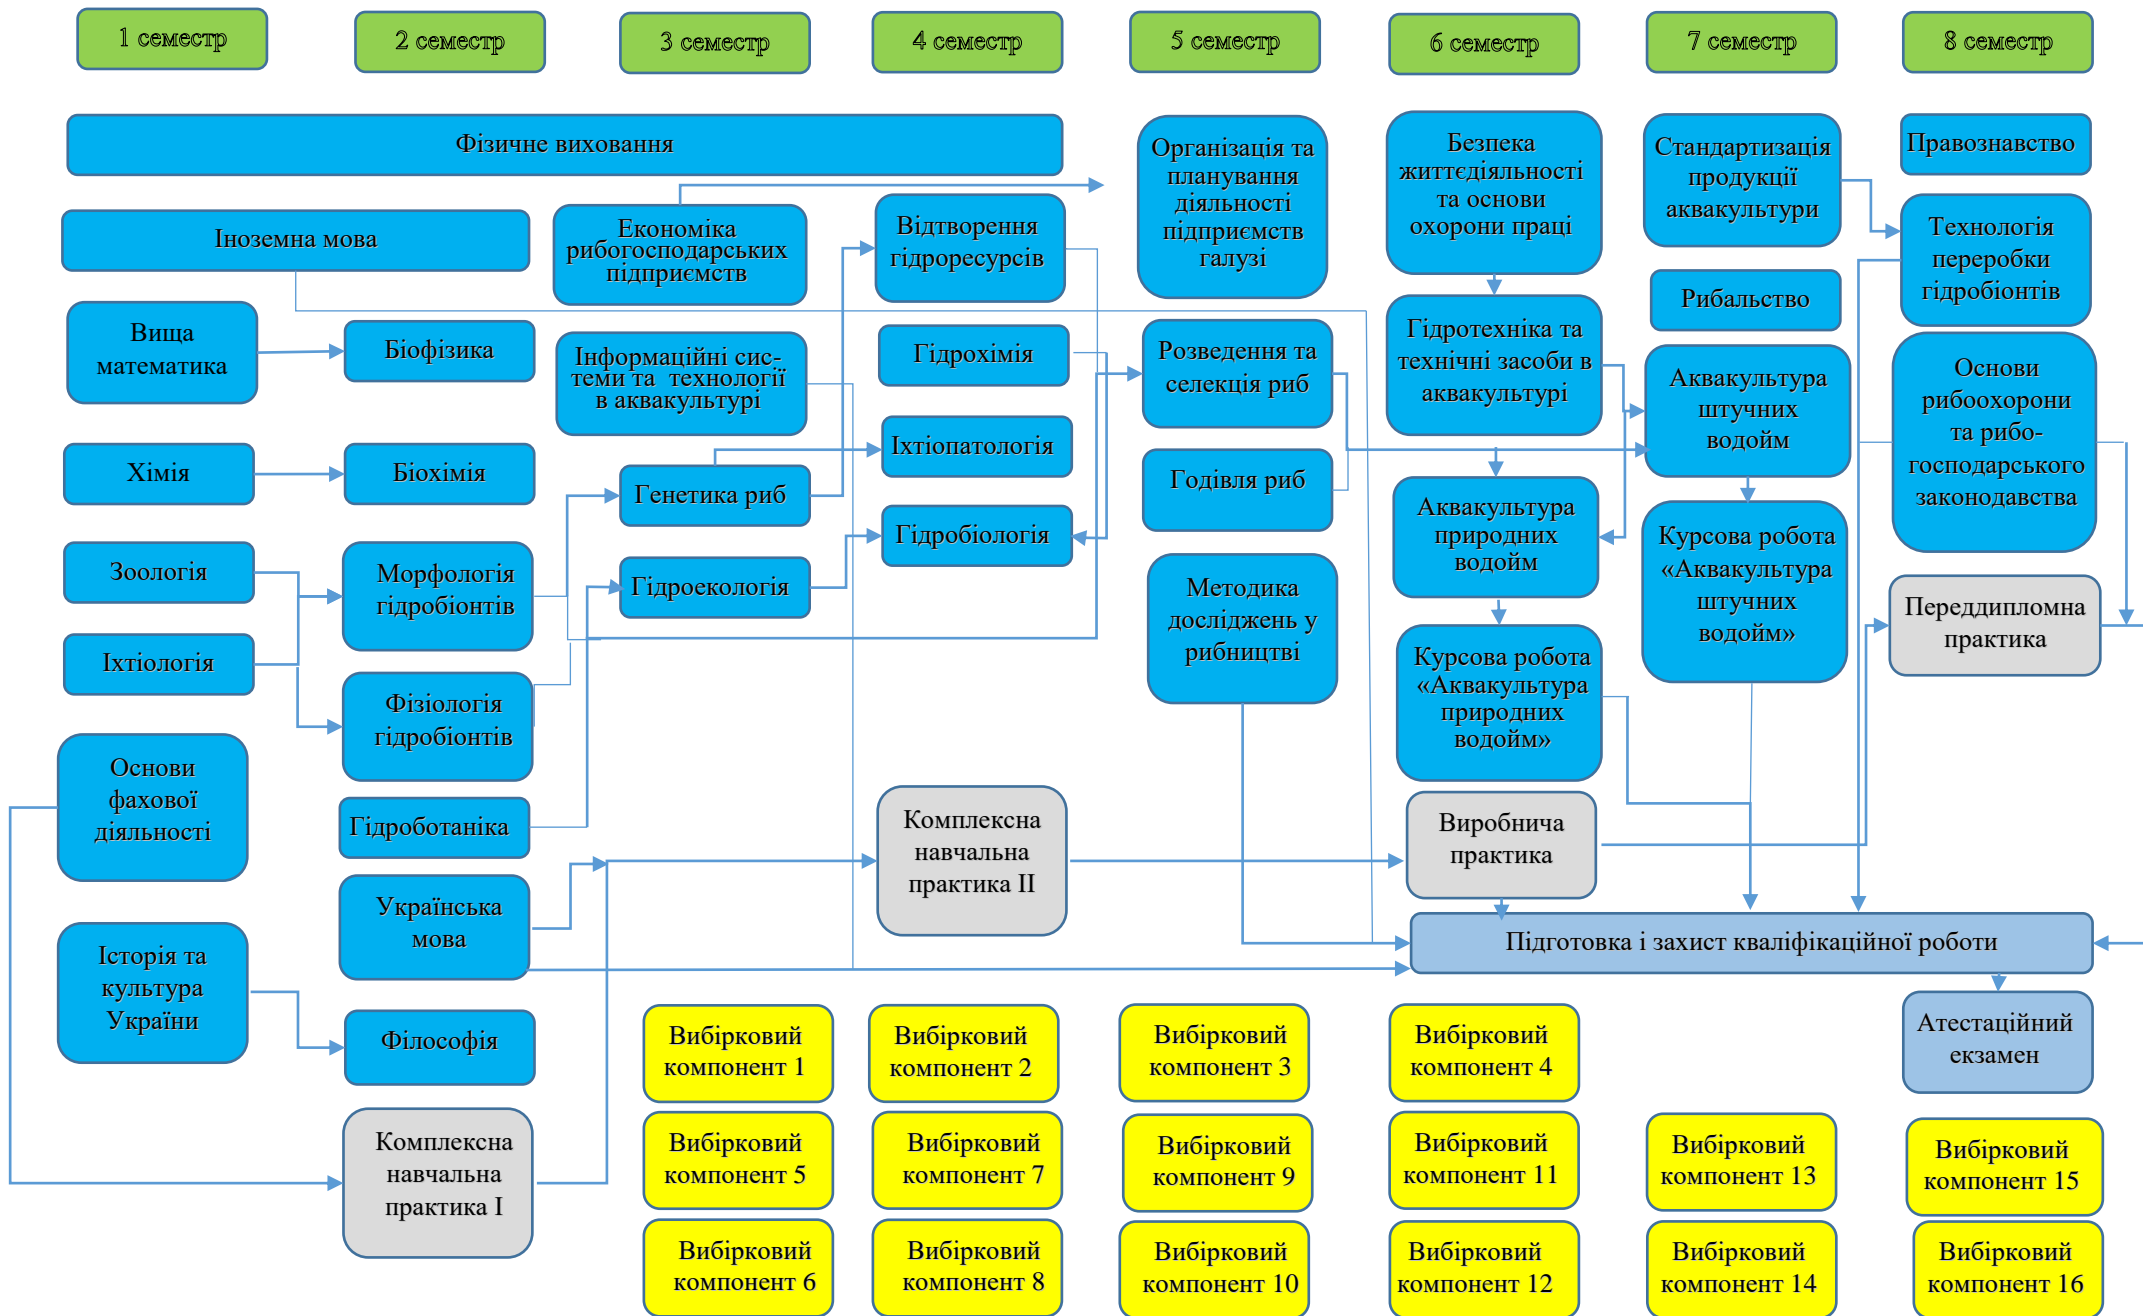 1 семестр
2 семестр
3 семестр
4 семестр
5 семестр
6 семестр
7 семестр
8 семестр
Фізичне виховання
Іноземна мова
Вища
математика
Хімія
Зоологія
Іхтіологія
Основи
фахової
діяльності
Історія та
культура
України
Біофізика
Біохімія
Морфологія
гідробіонтів
Фізіологія
гідробіонтів
Гідроботаніка
Українська
мова
Філософія
Комплексна
навчальна
практика І
Економіка
рибогосподарських
підприємств
Інформаційні сис-
теми та технології
в аквакультурі
Генетика риб
Гідроекологія
Вибірковий
компонент 1
Вибірковий
компонент 5
Вибірковий
компонент 6
Відтворення
гідроресурсів
Гідрохімія
Іхтіопатологія
Гідробіологія
Комплексна
навчальна
практика ІІ
Вибірковий
компонент 2
Вибірковий
компонент 7
Вибірковий
компонент 8
Організація та
планування
діяльності
підприємств
галузі
Розведення та
селекція риб
Годівля риб
Методика
досліджень у
рибництві
Вибірковий
компонент 3
Вибірковий
компонент 9
Вибірковий
компонент 10
Безпека
життєдіяльності
та основи
охорони праці
Гідротехніка та
технічні засоби в
аквакультурі
Аквакультура
природних
водойм
Курсова робота
«Аквакультура
природних
водойм»
Виробнича
практика
Підготовка і захист кваліфікаційної роботи
Вибірковий
компонент 4
Вибірковий
компонент 11
Вибірковий
компонент 12
Стандартизація
продукції
аквакультури
Рибальство
Аквакультура
штучних
водойм
Курсова робота
«Аквакультура
штучних
водойм»
Вибірковий
компонент 13
Вибірковий
компонент 14
Правознавство
Технологія
переробки
гідробіонтів
Основи
рибоохорони
та рибо-
господарського
законодавства
Переддипломна
практика
Атестаційний
екзамен
Вибірковий
компонент 15
Вибірковий
компонент 16